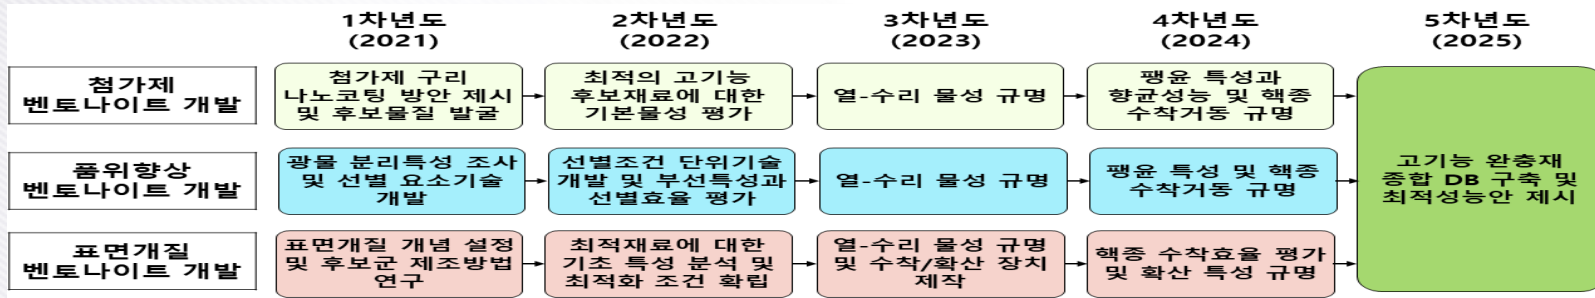 1차년도
(2021)
2차년도
(2022)
3차년도
(2023)
4차년도
(2024)
5차년도
(2025)
첨가제
벤토나이트 개발
첨가제 구리
나노코팅 방안 제시
및 후보물질 발굴
최적의 고기능
후보재료에 대한
기본물성 평가
열-수리 물성 규명
팽윤 특성과
향균성능 및 핵종
수착거동 규명
품위향상
벤토나이트 개발
광물 분리특성 조사
및 선별 요소기술
개발
선별조건 단위기술
개발 및 부선특성과
선별효율 평가
열-수리 물성 규명
팽윤 특성 및 핵종
수착거동 규명
표면개질
벤토나이트 개발
표면개질 개념 설정
및 후보군 제조방법
연구
최적재료에 대한
기초 특성 분석 및
최적화 조건 확립
열-수리 물성 규명
및 수착/확산 장치
제작
핵종 수착효율 평가
및 확산 특성 규명
고기능 완충재
종합 DB 구축 및
최적성능안 제시